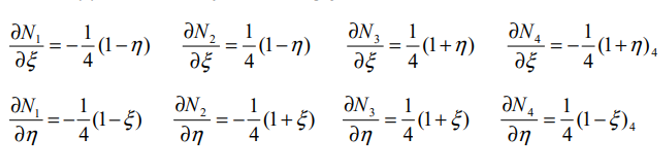 ∂N₁/∂ξ = −1/4(1−η) ∂N₂/∂ξ = 1/4(1−η) ∂N₃/∂ξ = 1/4(1+η) ∂N₄/∂ξ = −1/4(1+η)₄
∂N₁/∂η = −1/4(1−ξ) ∂N₂/∂η = −1/4(1+ξ) ∂N₃/∂η = 1/4(1+ξ) ∂N₄/∂η = 1/4(1−ξ)₄